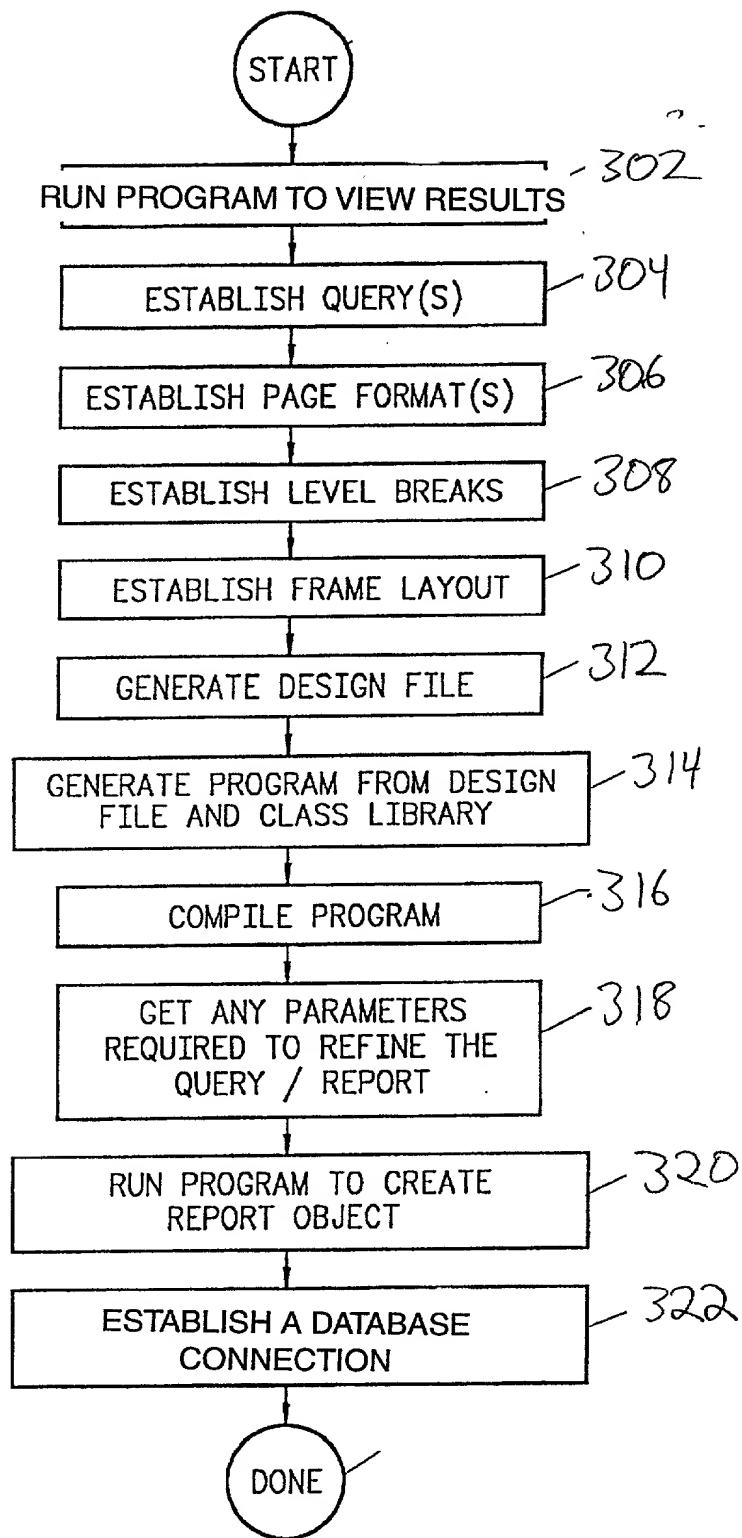 START
RUN PROGRAM TO VIEW RESULTS
302
ESTABLISH QUERY(S)
304
ESTABLISH PAGE FORMAT(S)
306
ESTABLISH LEVEL BREAKS
308
ESTABLISH FRAME LAYOUT
310
GENERATE DESIGN FILE
312
GENERATE PROGRAM FROM DESIGN
FILE AND CLASS LIBRARY
314
COMPILE PROGRAM
316
GET ANY PARAMETERS
REQUIRED TO REFINE THE
QUERY / REPORT
318
RUN PROGRAM TO CREATE
REPORT OBJECT
320
ESTABLISH A DATABASE
CONNECTION
322
DONE